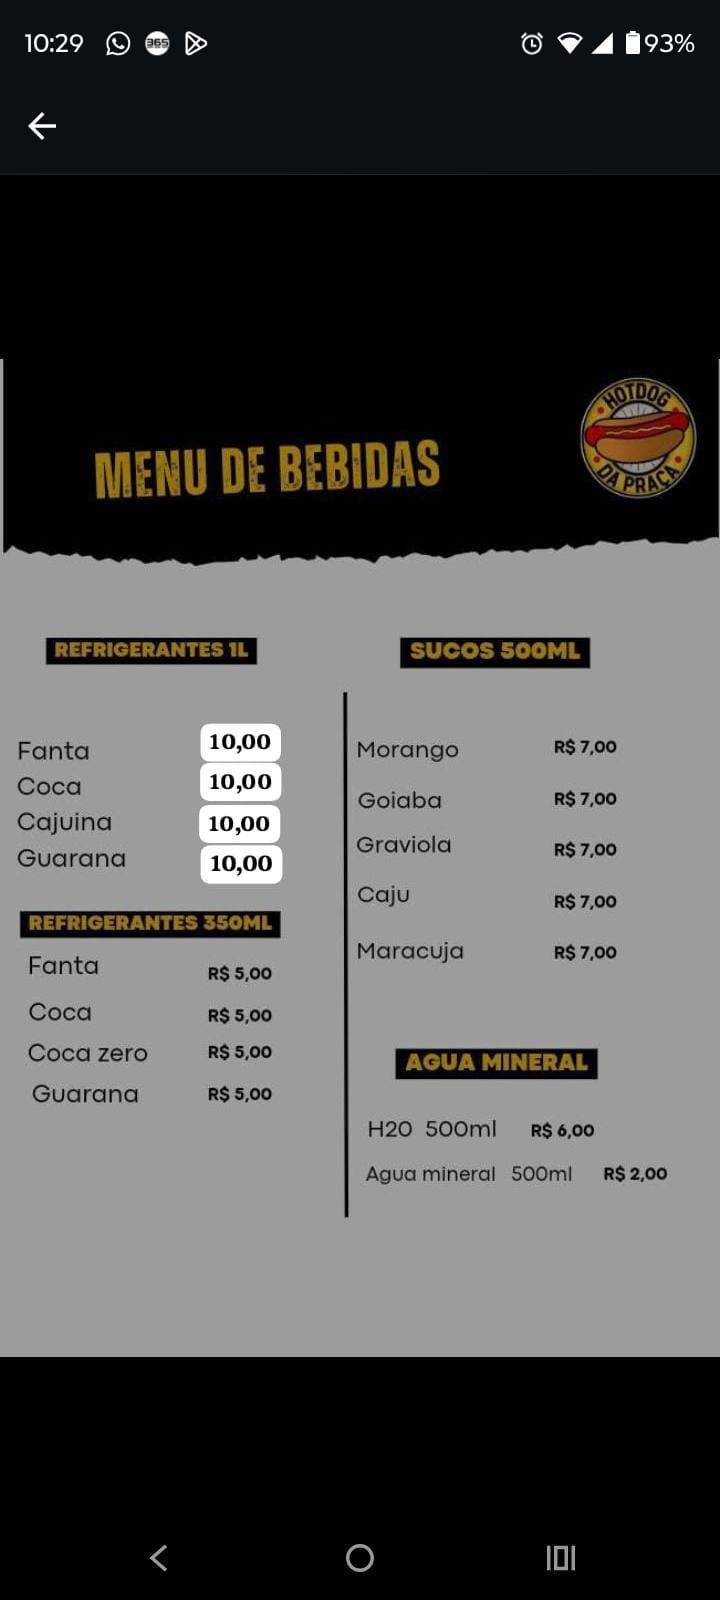 10:29 365 93%
HOTDOG
DA PRAÇA
MENU DE BEBIDAS
REFRIGERANTES 1L
Fanta 10,00
Coca 10,00
Cajuina 10,00
Guarana 10,00
REFRIGERANTES 350ML
Fanta R$ 5,00
Coca R$ 5,00
Coca zero R$ 5,00
Guarana R$ 5,00
SUCOS 500ML
Morango R$ 7,00
Goiaba R$ 7,00
Graviola R$ 7,00
Caju R$ 7,00
Maracuja R$ 7,00
AGUA MINERAL
H20 500ml R$ 6,00
Agua mineral 500ml R$ 2,00